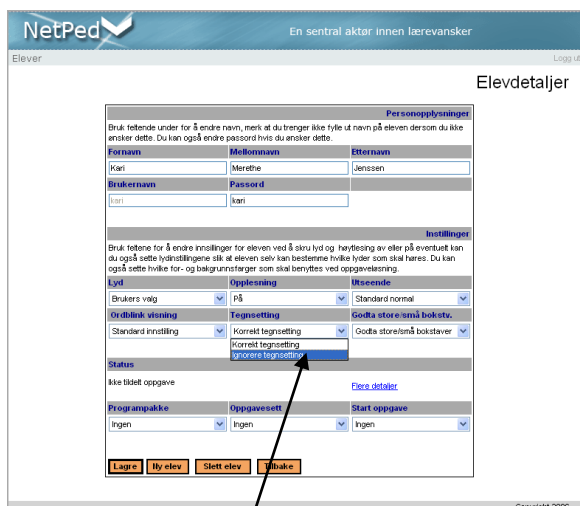 NetPed
En sentral aktør innen lærevansker
Elever
Logg ut
Elevdetaljer
Personopplysninger
Bruk feltende under for å endre navn, merk at du trenger ikke fylle ut navn på eleven dersom du ikke
ønsker dette. Du kan også endre passord hvis du ønsker dette.
Fornavn Mellomnavn Etternavn
Kari Merethe Jenssen
Brukernavn Passord
kari kari
Instillinger
Bruk feltene for å endre innsillinger for eleven ved å skru lyd og høytlesing av eller på eventuelt kan
du også sette lydinstillingene slik at eleven selv kan bestemme hvilke lyder som skal høres. Du kan
også sette hvilke for- og bakgrunnsfarger som skal benyttes ved oppgaveløsning.
Lyd Opplesning Utseende
Brukers valg På Standard normal
Ordblink visning Tegnsetting Godta store/små bokstv.
Standard innstilling Korrekt tegnsetting Godta store/små bokstaver
Korrekt tegnsetting
Ignorere tegnsetting
Status
Ikke tildelt oppgave Flere detaljer
Programpakke Oppgavesett Start oppgave
Ingen Ingen Ingen
Lagre Ny elev Slett elev Tilbake